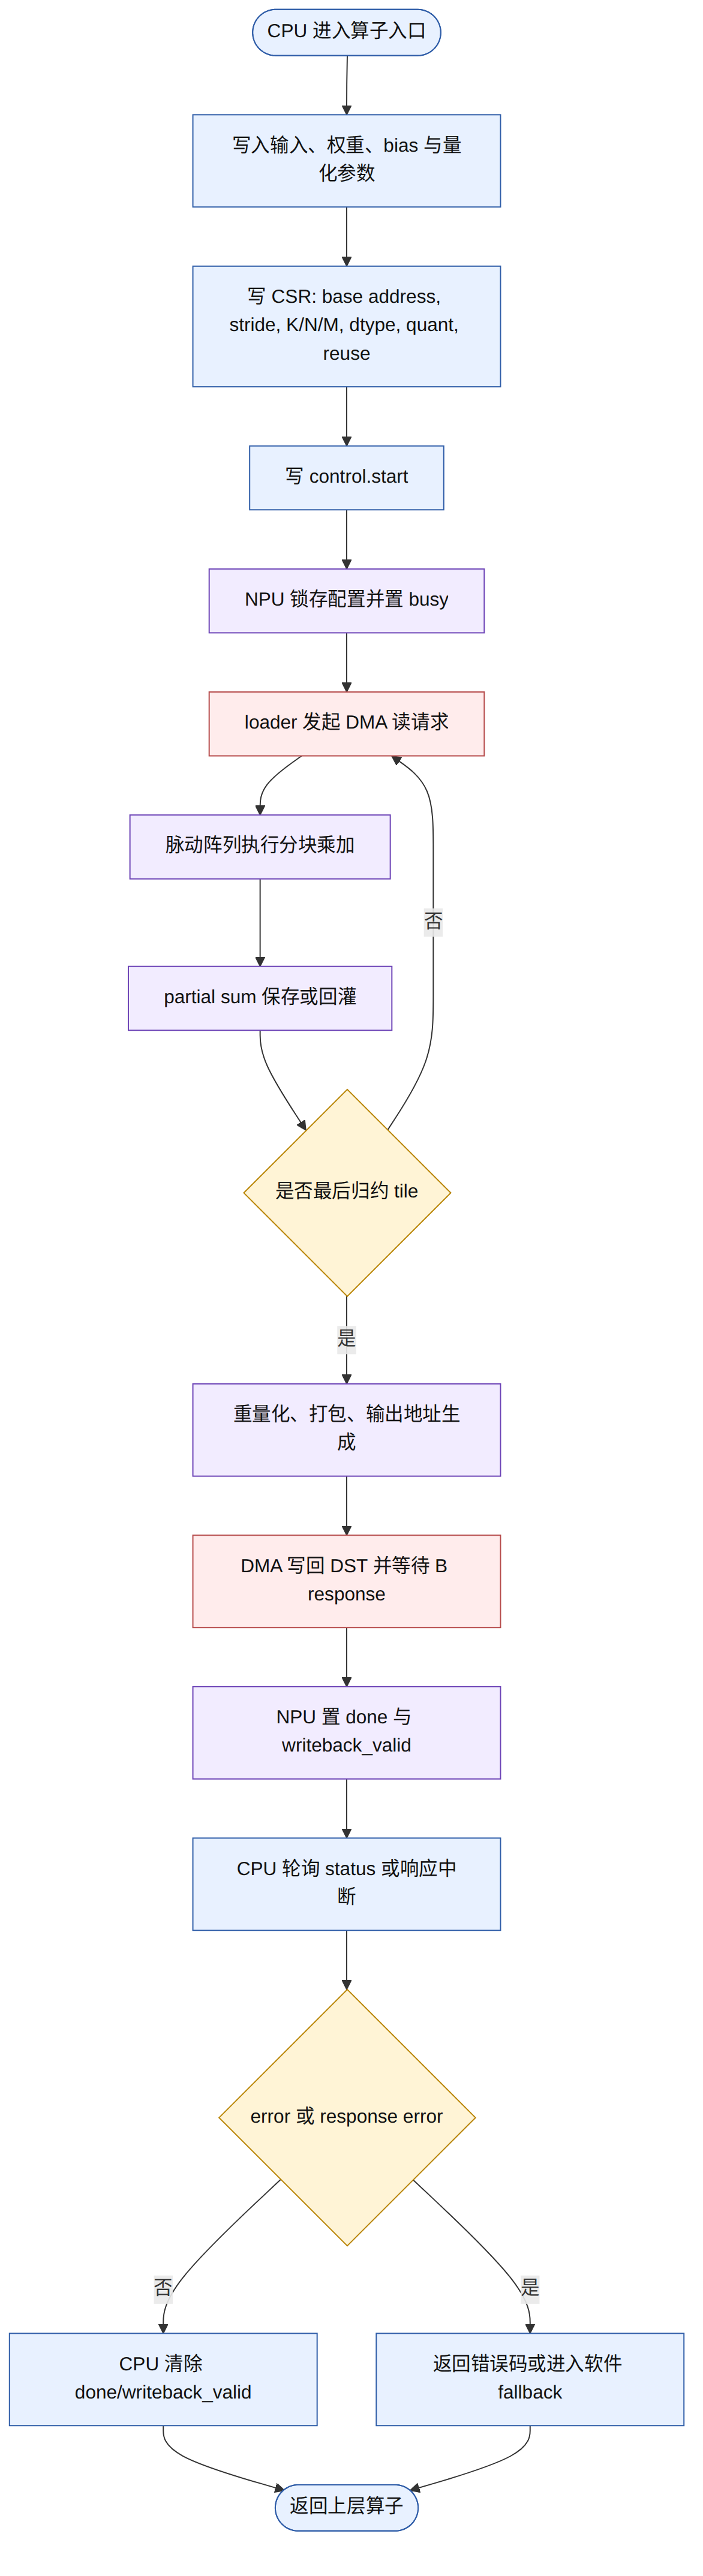 CPU 进入算子入口
写入输入、权重、bias 与量
化参数
写 CSR: base address,
stride, K/N/M, dtype, quant,
reuse
写 control.start
NPU 锁存配置并置 busy
loader 发起 DMA 读请求
脉动阵列执行分块乘加
否
partial sum 保存或回灌
是否最后归约 tile
是
重量化、打包、输出地址生
成
DMA 写回 DST 并等待 B
response
NPU 置 done 与
writeback_valid
CPU 轮询 status 或响应中
断
error 或 response error
否
是
CPU 清除
done/writeback_valid
返回错误码或进入软件
fallback
返回上层算子